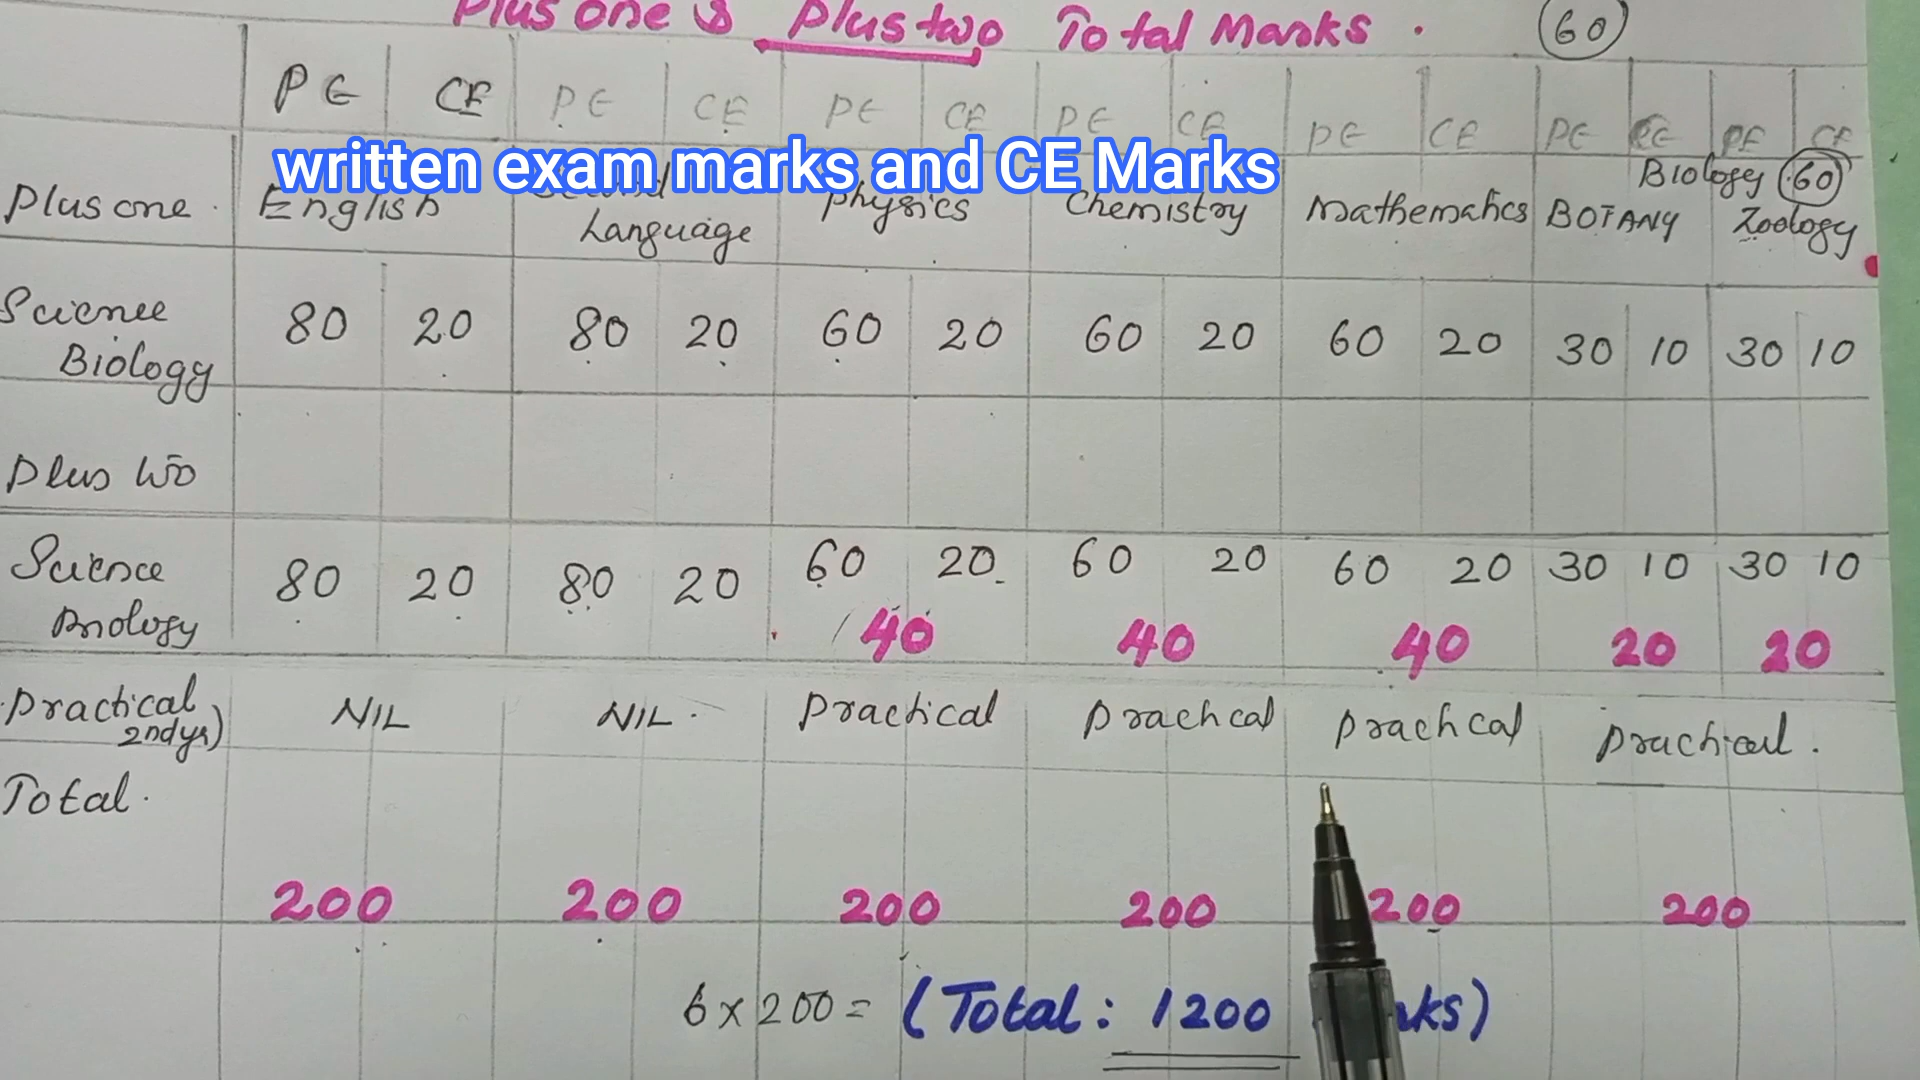 Plus one & Plus two Total Marks . 60
PE CE PE CE PE CE PE CE PE CE PE CE PE CE
written exam marks and CE Marks
Biology 60
Plus one . English Language Physics Chemistry Mathematics BOTANY Zoology
Science Biology 80 20 80 20 60 20 60 20 60 20 30 10 30 10
Plus two
Science Biology 80 20 80 20 60 20 60 20 60 20 30 10 30 10
40 40 40 20 20
Practical 2nd yr) NIL NIL . Practical Practical Practical Practical .
Total .
200 200 200 200 200 200
6 x 200 = (Total : 1200 rks)